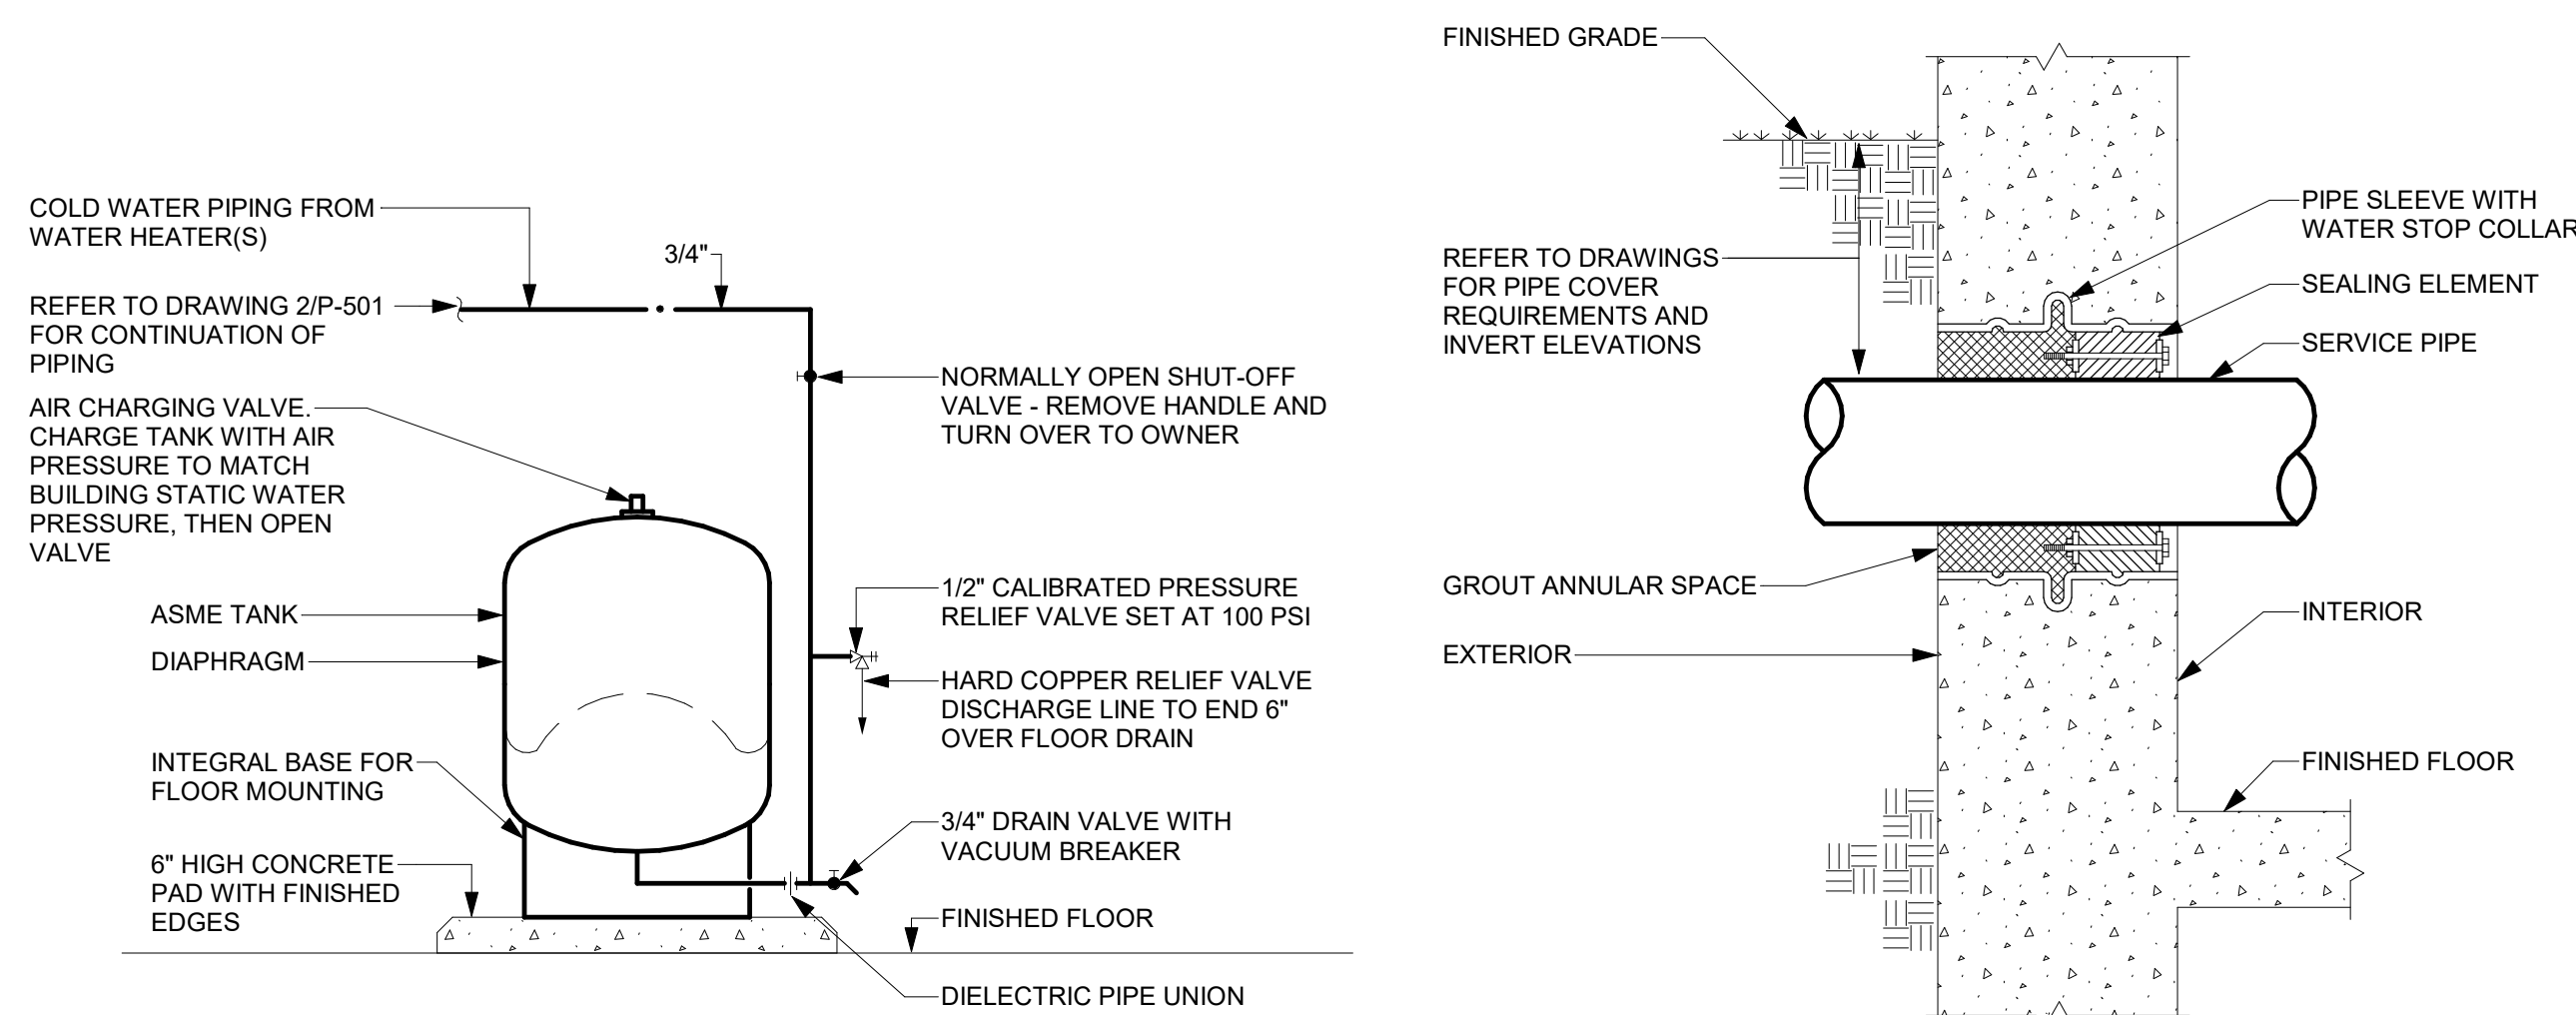 COLD WATER PIPING FROM
WATER HEATER(S)
3/4"
REFER TO DRAWING 2/P-501
FOR CONTINUATION OF
PIPING
AIR CHARGING VALVE.
CHARGE TANK WITH AIR
PRESSURE TO MATCH
BUILDING STATIC WATER
PRESSURE, THEN OPEN
VALVE
NORMALLY OPEN SHUT-OFF
VALVE - REMOVE HANDLE AND
TURN OVER TO OWNER
ASME TANK
DIAPHRAGM
1/2" CALIBRATED PRESSURE
RELIEF VALVE SET AT 100 PSI
HARD COPPER RELIEF VALVE
DISCHARGE LINE TO END 6"
OVER FLOOR DRAIN
INTEGRAL BASE FOR
FLOOR MOUNTING
6" HIGH CONCRETE
PAD WITH FINISHED
EDGES
3/4" DRAIN VALVE WITH
VACUUM BREAKER
FINISHED FLOOR
DIELECTRIC PIPE UNION
FINISHED GRADE
REFER TO DRAWINGS
FOR PIPE COVER
REQUIREMENTS AND
INVERT ELEVATIONS
GROUT ANNULAR SPACE
EXTERIOR
PIPE SLEEVE WITH
WATER STOP COLLAR
SEALING ELEMENT
SERVICE PIPE
INTERIOR
FINISHED FLOOR